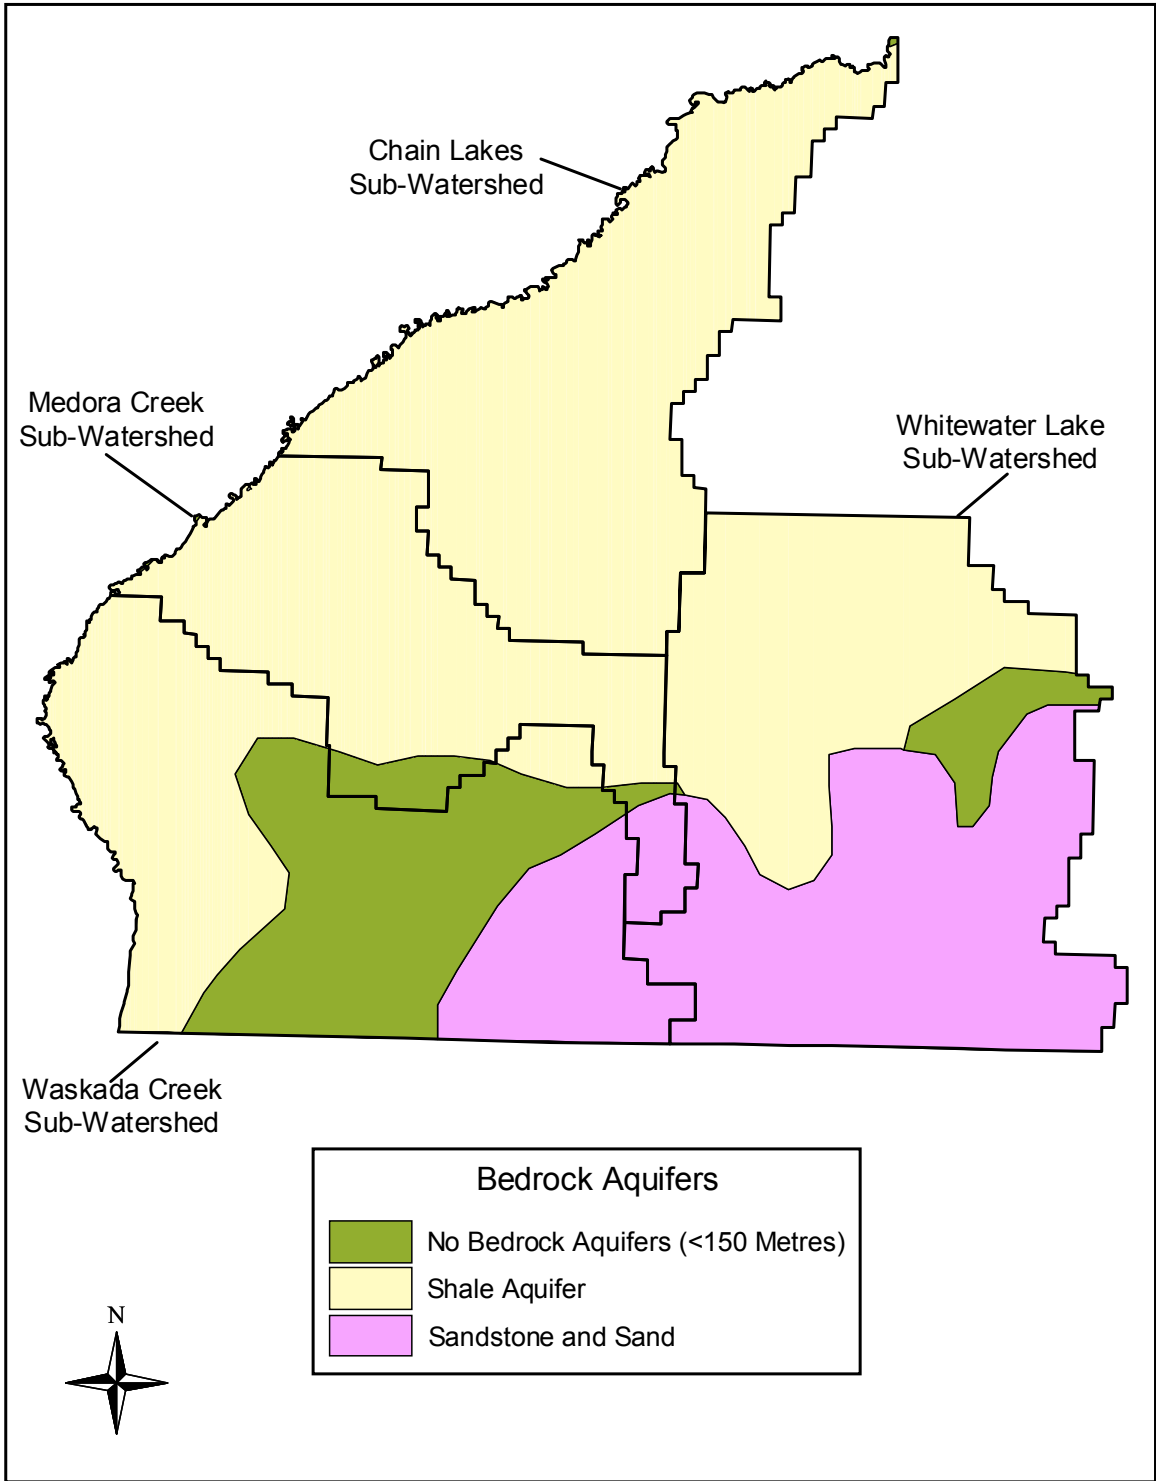 Chain Lakes
Sub-Watershed
Medora Creek
Sub-Watershed
Whitewater Lake
Sub-Watershed
Waskada Creek
Sub-Watershed
Bedrock Aquifers
No Bedrock Aquifers (<150 Metres)
Shale Aquifer
Sandstone and Sand
N